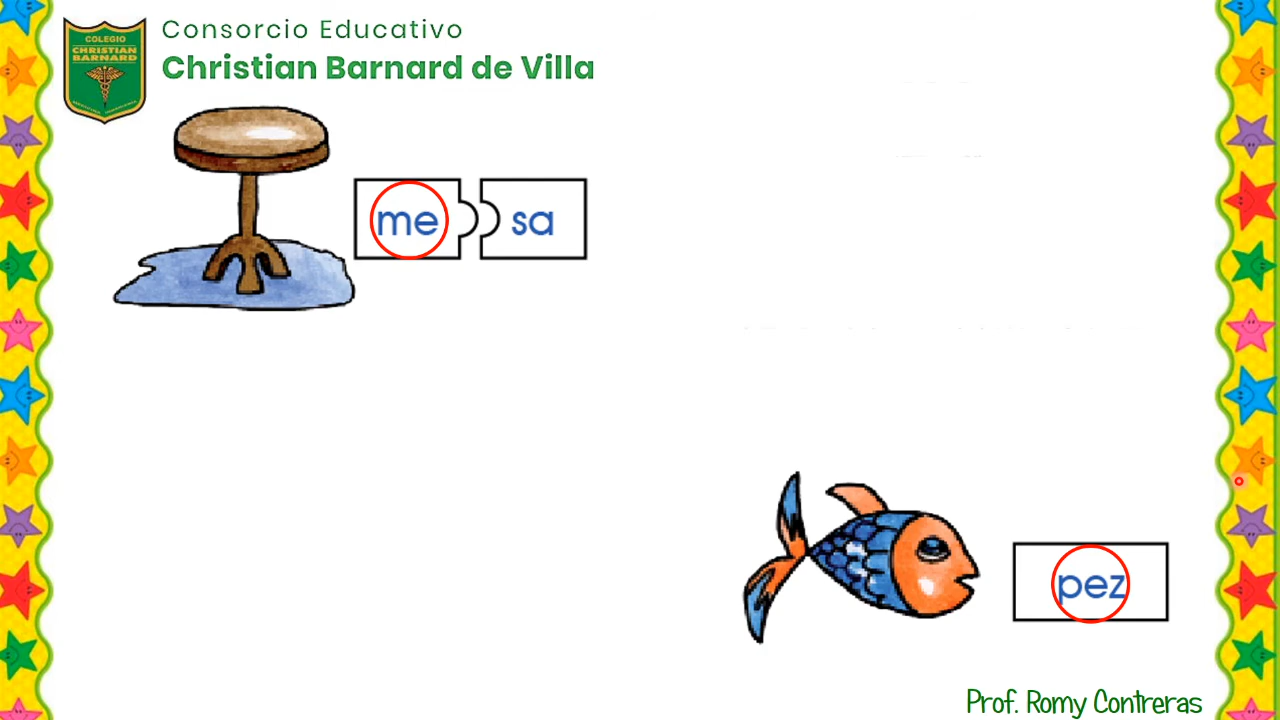 Consorcio Educativo
Christian Barnard de Villa
COLEGIO
CHRISTIAN
BARNARD
me sa
pez
Prof. Romy Contreras